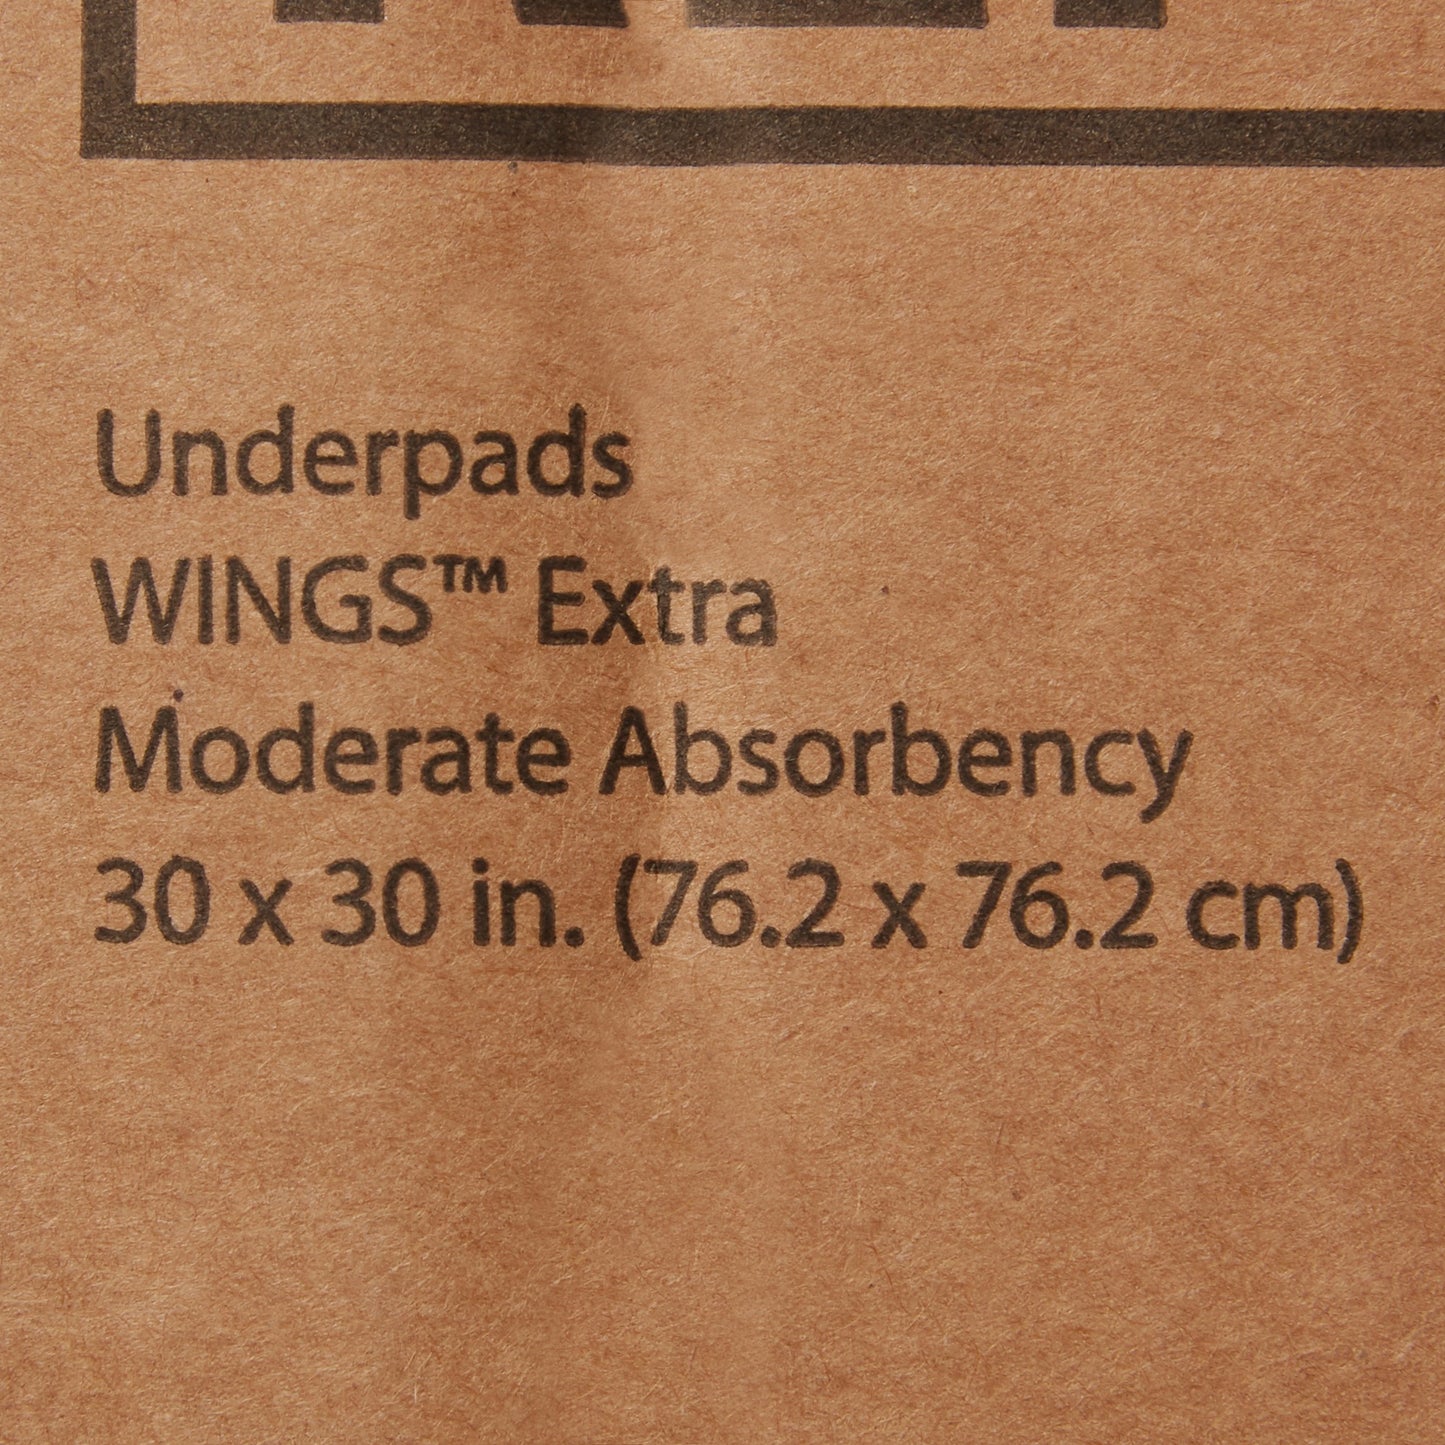 Underpads
WINGS™ Extra
Moderate Absorbency
30 x 30 in. (76.2 x 76.2 cm)